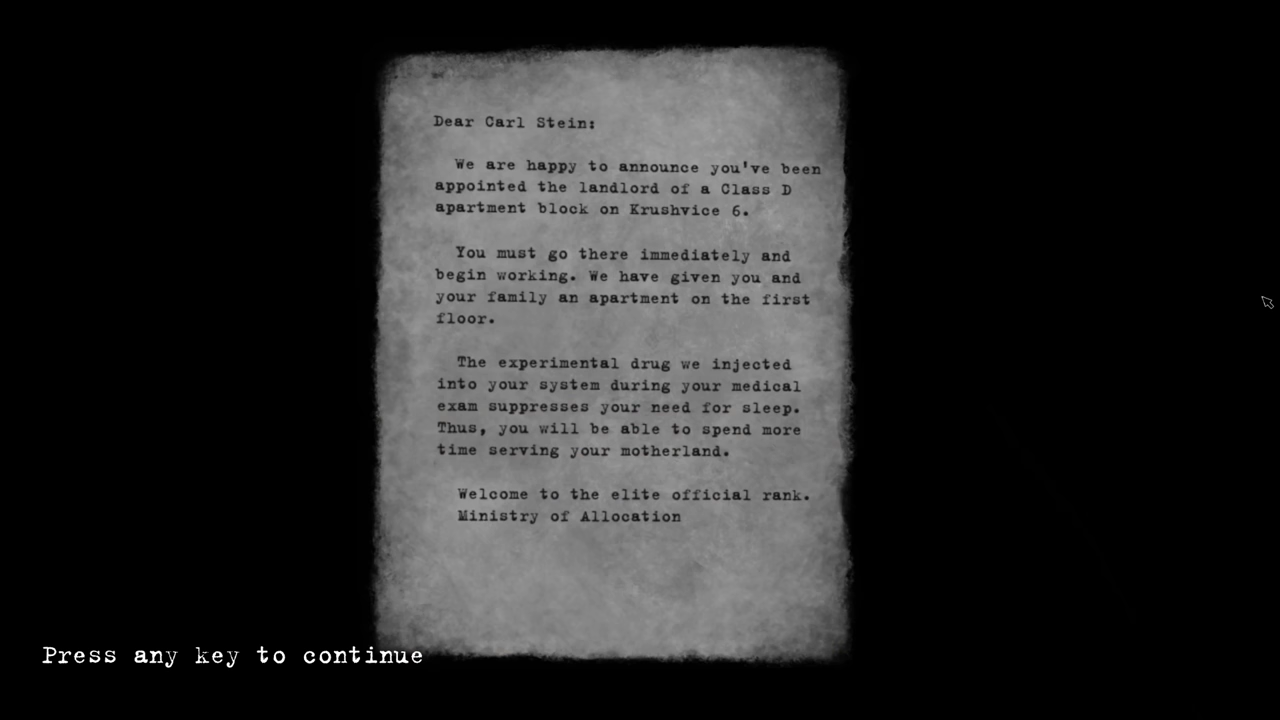 Dear Carl Stein:
We are happy to announce you've been
appointed the landlord of a Class D
apartment block on Krushvice 6.
You must go there immediately and
begin working. We have given you and
your family an apartment on the first
floor.
The experimental drug we injected
into your system during your medical
exam suppresses your need for sleep.
Thus, you will be able to spend more
time serving your motherland.
Welcome to the elite official rank.
Ministry of Allocation
Press any key to continue